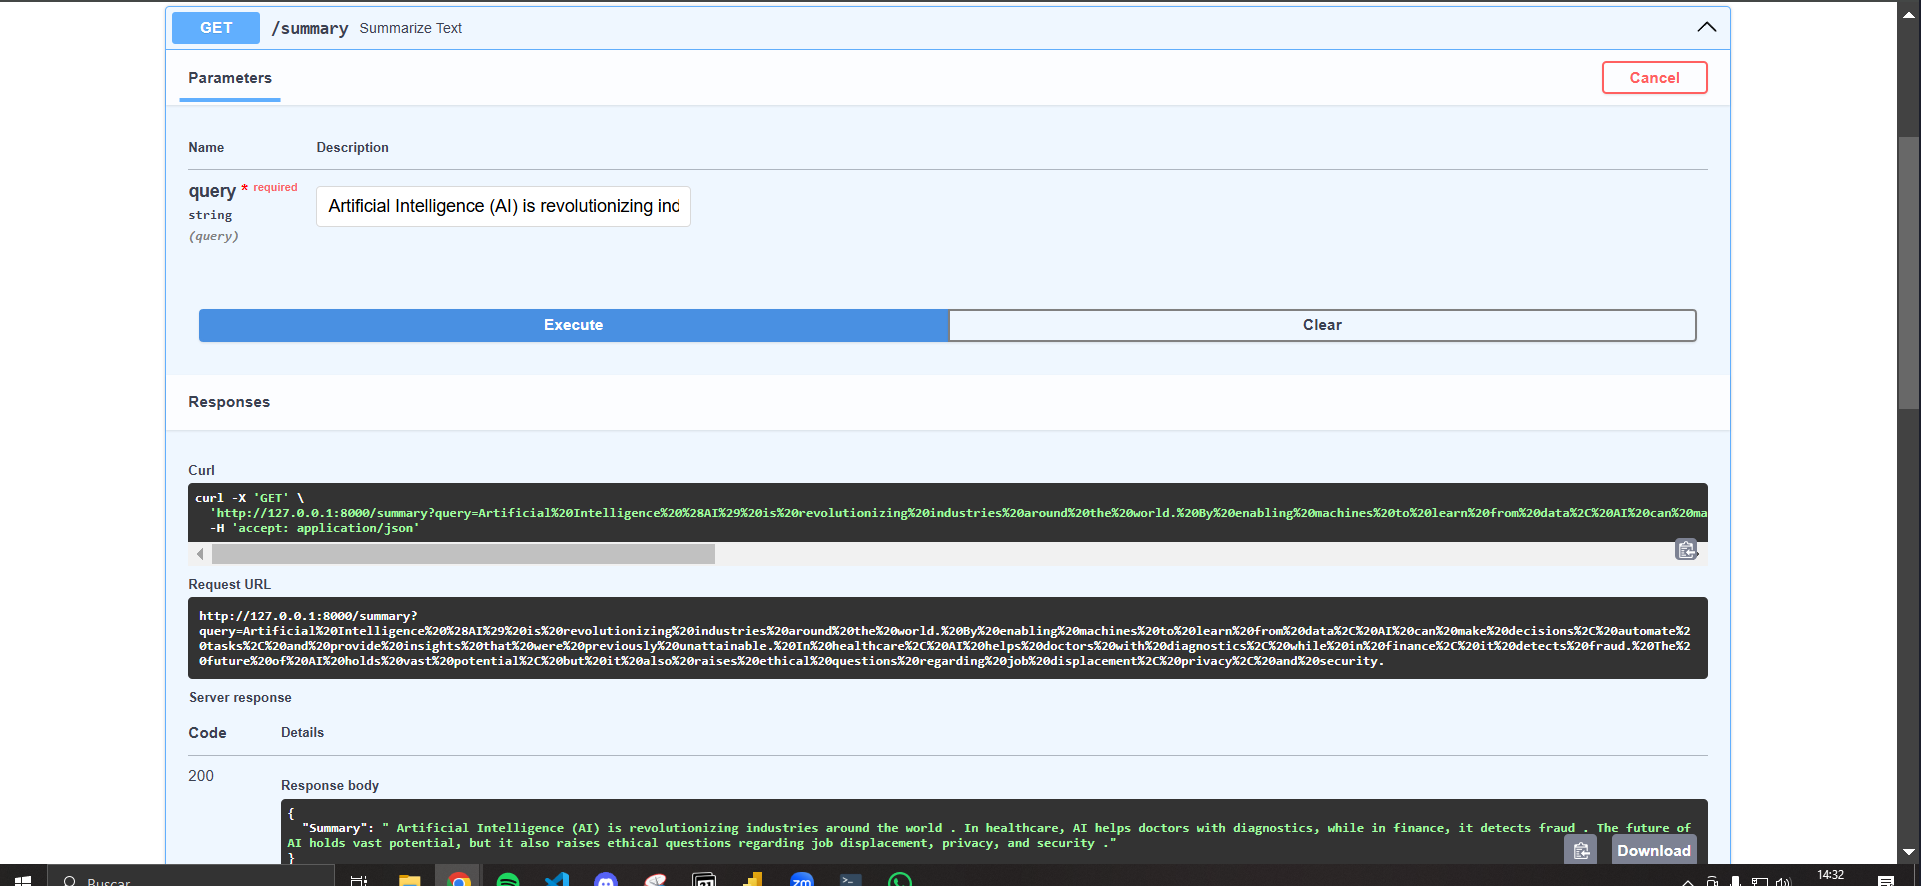 GET /summary Summarize Text
Parameters
Cancel
Name Description
query * required
string
(query)
Artificial Intelligence (AI) is revolutionizing ind
Execute
Clear
Responses
Curl
curl -X 'GET' \
'http://127.0.0.1:8000/summary?query=Artificial%20Intelligence%20%28AI%29%20is%20revolutionizing%20industries%20around%20the%20world.%20By%20enabling%20machines%20to%20learn%20from%20data%2C%20AI%20can%20ma
-H 'accept: application/json'
Request URL
http://127.0.0.1:8000/summary?
query=Artificial%20Intelligence%20%28AI%29%20is%20revolutionizing%20industries%20around%20the%20world.%20By%20enabling%20machines%20to%20learn%20from%20data%2C%20AI%20can%20make%20decisions%2C%20automate%2
0tasks%2C%20and%20provide%20insights%20that%20were%20previously%20unattainable.%20In%20healthcare%2C%20AI%20helps%20doctors%20with%20diagnostics%2C%20while%20in%20finance%2C%20it%20detects%20fraud.%20The%2
0future%20of%20AI%20holds%20vast%20potential%2C%20but%20it%20also%20raises%20ethical%20questions%20regarding%20job%20displacement%2C%20privacy%2C%20and%20security.
Server response
Code Details
200
Response body
{
"Summary": " Artificial Intelligence (AI) is revolutionizing industries around the world . In healthcare, AI helps doctors with diagnostics, while in finance, it detects fraud . The future of
AI holds vast potential, but it also raises ethical questions regarding job displacement, privacy, and security ."
}
Download
Buscar
zm
14:32